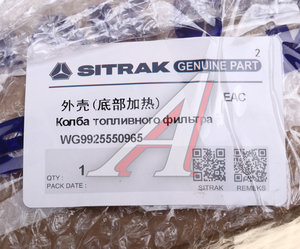 2
SITRAK GENUINE PART
外壳(底部加热)
EAC
Колба топливного фильтра
WG9925550965
QTY : 1
PACK DATE :
SITRAK REMARKS